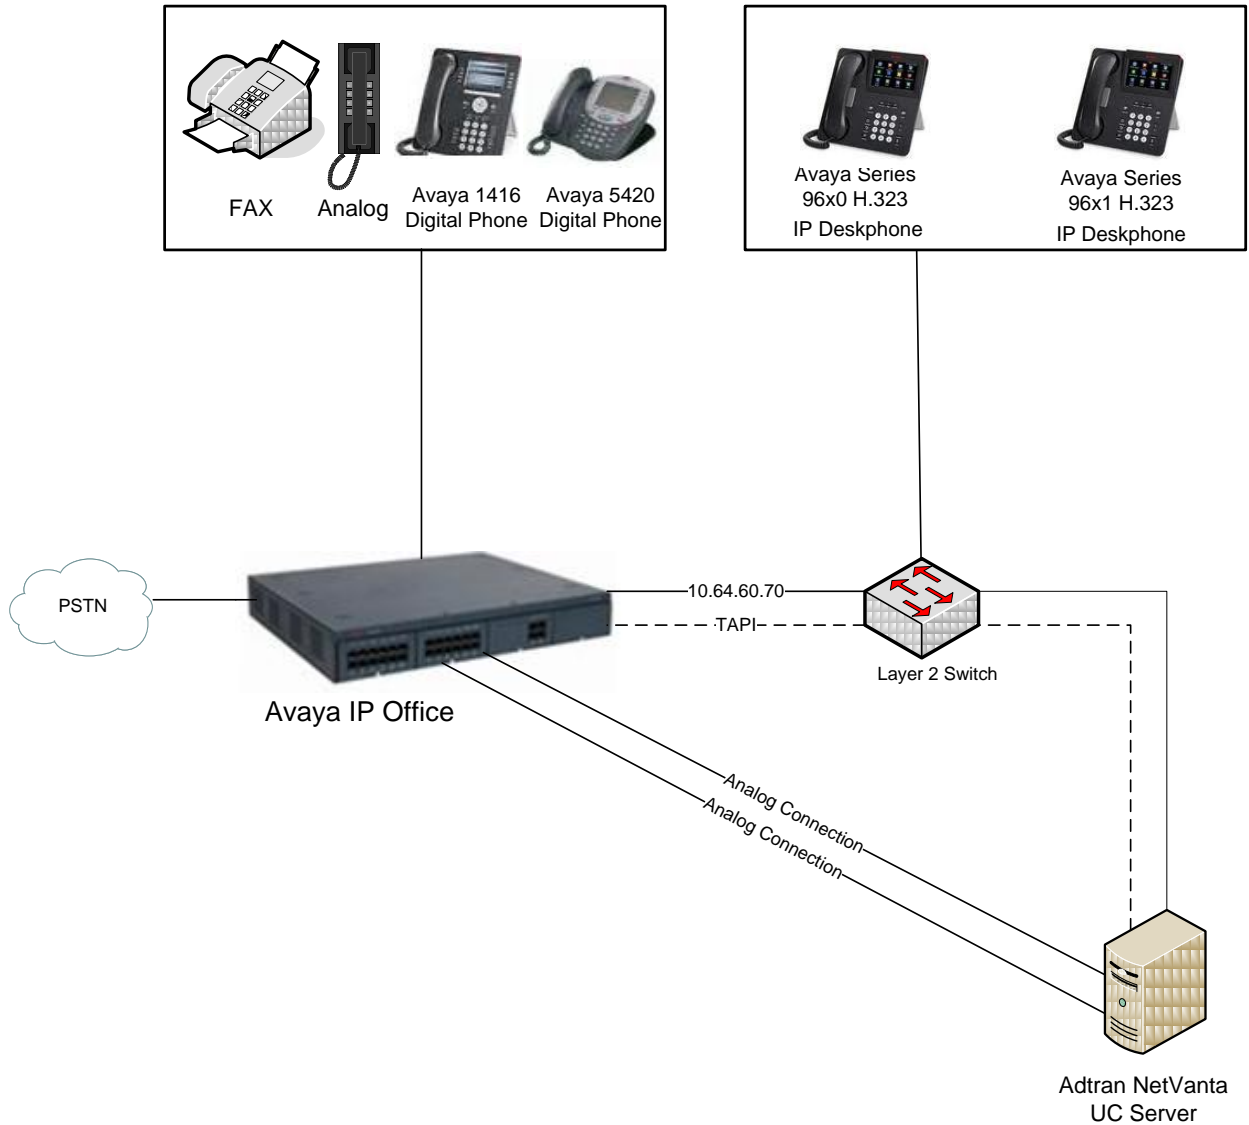 FAX
Analog
Avaya 1416
Digital Phone
Avaya 5420
Digital Phone
Avaya Series
96x0 H.323
IP Deskphone
Avaya Series
96x1 H.323
IP Deskphone
PSTN
10.64.60.70
TAPI
Layer 2 Switch
Avaya IP Office
Analog Connection
Analog Connection
Adtran NetVanta
UC Server